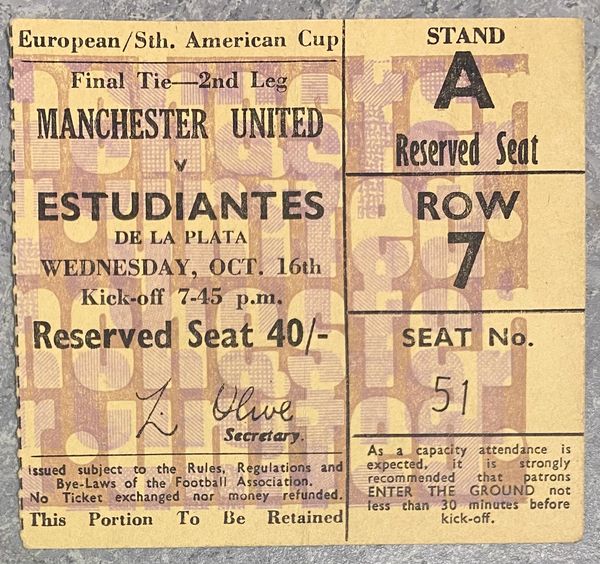 European/Sth. American Cup
Final Tie—2nd Leg
MANCHESTER UNITED
v
ESTUDIANTES
DE LA PLATA
WEDNESDAY, OCT. 16th
Kick-off 7-45 p.m.
Reserved Seat 40/-
L. Olive
Secretary.
Issued subject to the Rules, Regulations and
Bye-Laws of the Football Association.
No Ticket exchanged nor money refunded.
This Portion To Be Retained
STAND
A
Reserved Seat
ROW
7
SEAT No.
51
As a capacity attendance is
expected, it is strongly
recommended that patrons
ENTER THE GROUND not
less than 30 minutes before
kick-off.